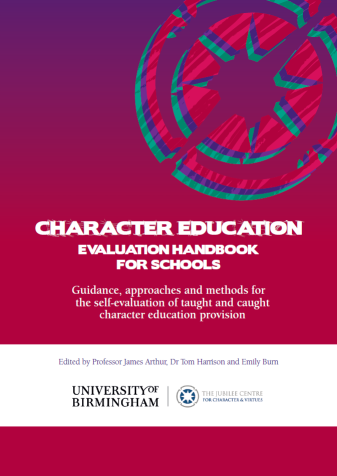 CHARACTER EDUCATION
EVALUATION HANDBOOK
FOR SCHOOLS
Guidance, approaches and methods for
the self-evaluation of taught and caught
character education provision
Edited by Professor James Arthur, Dr Tom Harrison and Emily Burn
UNIVERSITYOF
BIRMINGHAM
THE JUBILEE CENTRE
FOR CHARACTER & VIRTUES